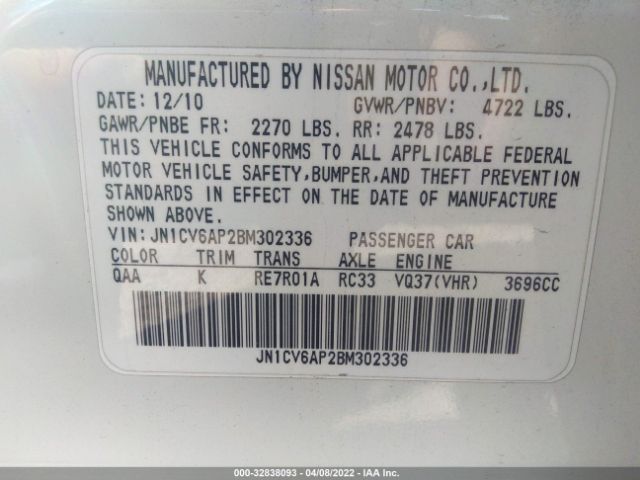 MANUFACTURED BY NISSAN MOTOR CO.,LTD.
DATE: 12/10 GVWR/PNBV: 4722 LBS.
GAWR/PNBE FR: 2270 LBS. RR: 2478 LBS.
THIS VEHICLE CONFORMS TO ALL APPLICABLE FEDERAL
MOTOR VEHICLE SAFETY,BUMPER,AND THEFT PREVENTION
STANDARDS IN EFFECT ON THE DATE OF MANUFACTURE
SHOWN ABOVE.
VIN:JN1CV6AP2BM302336 PASSENGER CAR
COLOR TRIM TRANS AXLE ENGINE
QAA K RE7R01A RC33 VQ37(VHR) 3696CC
JN1CV6AP2BM302336
000-32838093 - 04/08/2022 - IAA Inc.